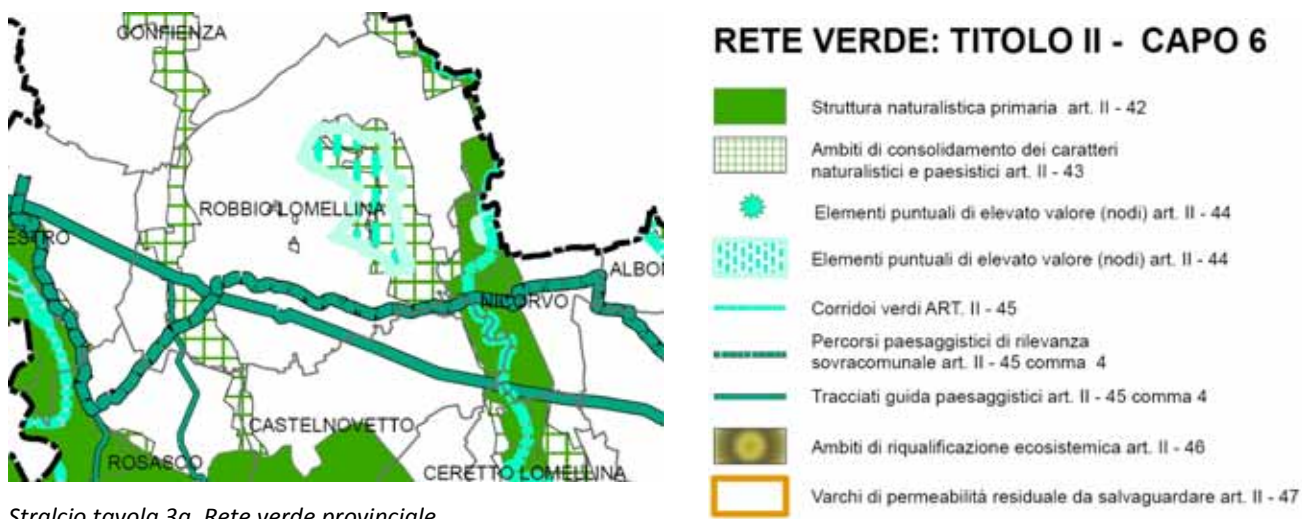 CONFIENZA
ROBBIO LOMELLINA
ESTRO
ALBO
NICORVO
CASTELNOVETTO
ROSASCO
CERETTO LOMELLINA
Stralcio tavola 3a Rete verde provinciale
RETE VERDE: TITOLO II - CAPO 6
Struttura naturalistica primaria art. II - 42
Ambiti di consolidamento dei caratteri
naturalistici e paesistici art. II - 43
Elementi puntuali di elevato valore (nodi) art. II - 44
Elementi puntuali di elevato valore (nodi) art. II - 44
Corridoi verdi ART. II - 45
Percorsi paesaggistici di rilevanza
sovracomunale art. II - 45 comma 4
Tracciati guida paesaggistici art. II - 45 comma 4
Ambiti di riqualificazione ecosistemica art. II - 46
Varchi di permeabilità residuale da salvaguardare art. II - 47